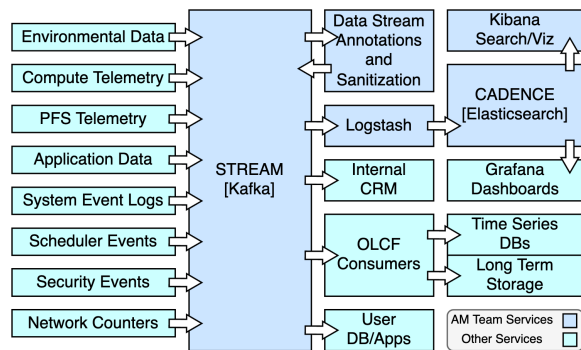 Environmental Data
Compute Telemetry
PFS Telemetry
Application Data
System Event Logs
Scheduler Events
Security Events
Network Counters
STREAM
[Kafka]
Data Stream
Annotations
and
Sanitization
Logstash
Internal
CRM
OLCF
Consumers
User
DB/Apps
Kibana
Search/Viz
CADENCE
[Elasticsearch]
Grafana
Dashboards
Time Series
DBs
Long Term
Storage
AM Team Services
Other Services